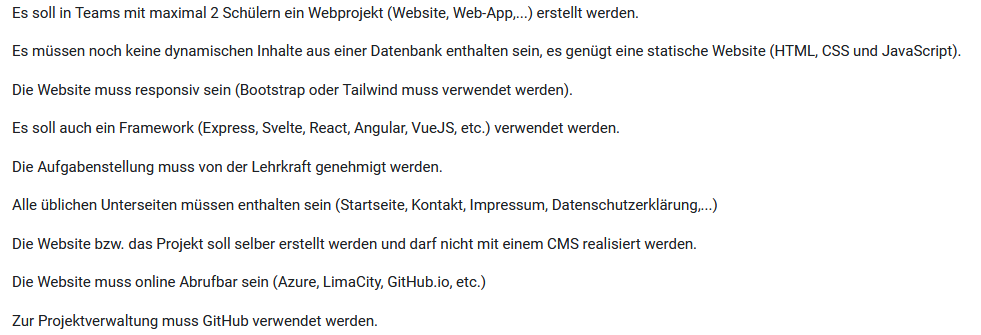 Es soll in Teams mit maximal 2 Schülern ein Webprojekt (Website, Web-App,...) erstellt werden.
Es müssen noch keine dynamischen Inhalte aus einer Datenbank enthalten sein, es genügt eine statische Website (HTML, CSS und JavaScript).
Die Website muss responsiv sein (Bootstrap oder Tailwind muss verwendet werden).
Es soll auch ein Framework (Express, Svelte, React, Angular, VueJS, etc.) verwendet werden.
Die Aufgabenstellung muss von der Lehrkraft genehmigt werden.
Alle üblichen Unterseiten müssen enthalten sein (Startseite, Kontakt, Impressum, Datenschutzerklärung,...)
Die Website bzw. das Projekt soll selber erstellt werden und darf nicht mit einem CMS realisiert werden.
Die Website muss online Abrufbar sein (Azure, LimaCity, GitHub.io, etc.)
Zur Projektverwaltung muss GitHub verwendet werden.